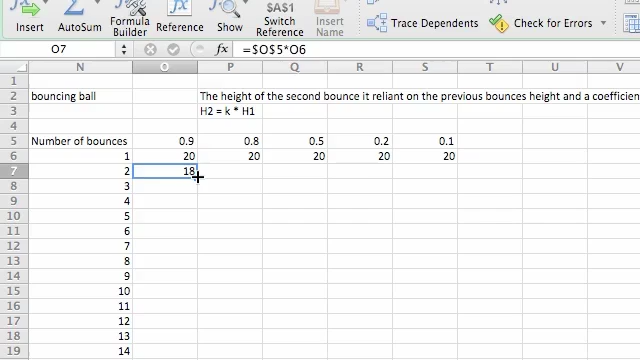 $A$1
Trace Dependents
Insert AutoSum Formula Builder Reference Switch Reference Insert Name Check for Errors
O7 fx =$O$5*O6
N O P Q R S T U V
1
2 bouncing ball The height of the second bounce it reliant on the previous bounces height and a coefficien
3 H2 = k * H1
4
5 Number of bounces 0.9 0.8 0.5 0.2 0.1
6 1 20 20 20 20 20
7 2 18
8 3
9 4
10 5
11 6
12 7
13 8
14 9
15 10
16 11
17 12
18 13
19 14